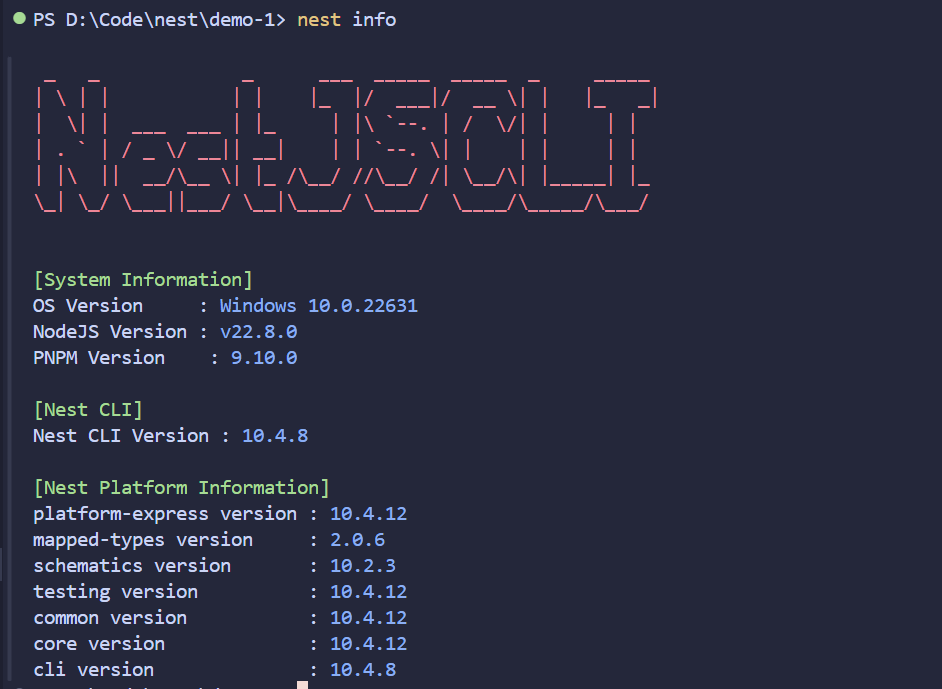 PS D:\Code\nest\demo-1> nest info
NestJSCLI
[System Information]
OS Version     : Windows 10.0.22631
NodeJS Version : v22.8.0
PNPM Version    : 9.10.0
[Nest CLI]
Nest CLI Version : 10.4.8
[Nest Platform Information]
platform-express version : 10.4.12
mapped-types version     : 2.0.6
schematics version       : 10.2.3
testing version          : 10.4.12
common version           : 10.4.12
core version             : 10.4.12
cli version              : 10.4.8